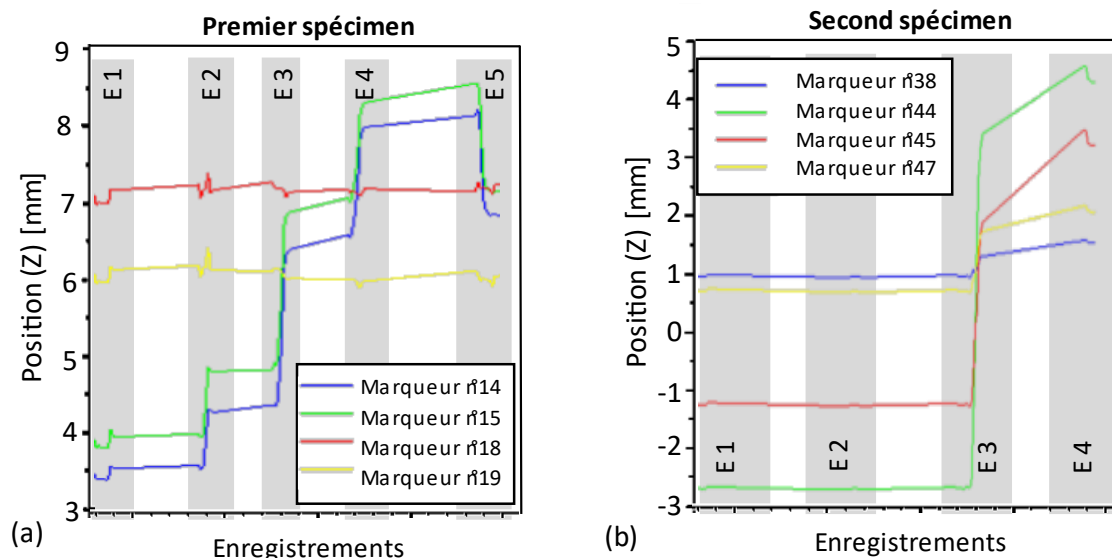 Premier spécimen
9
8
7
6
5
4
3
Position (Z) [mm]
E 1
E 2
E 3
E 4
E 5
Marqueur n°14
Marqueur n°15
Marqueur n°18
Marqueur n°19
(a)
Enregistrements
Second spécimen
5
4
3
2
1
0
-1
-2
-3
Position (Z) [mm]
Marqueur n°38
Marqueur n°44
Marqueur n°45
Marqueur n°47
E 1
E 2
E 3
E 4
(b)
Enregistrements